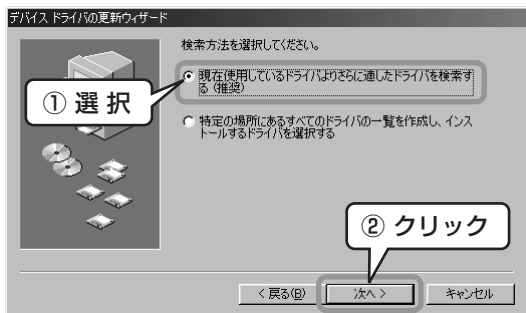 デバイス ドライバの更新ウィザード
検索方法を選択してください。
現在使用しているドライバよりさらに適したドライバを検索す
る(推奨)
① 選 択
特定の場所にあるすべてのドライバの一覧を作成し、インス
トールするドライバを選択する
② クリック
< 戻る(B)
次へ >
キャンセル